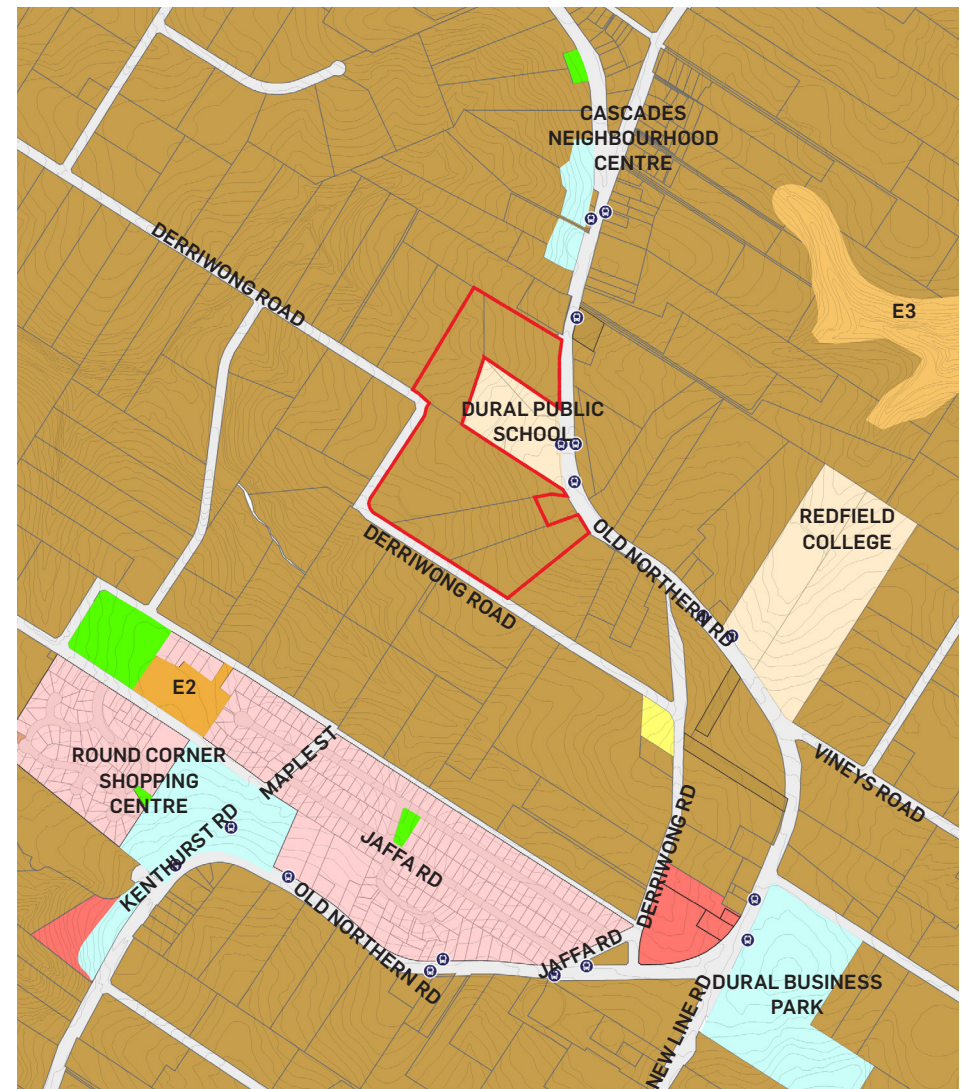 CASCADES
NEIGHBOURHOOD
CENTRE
DERRIWONG ROAD
E3
DURAL PUBLIC
SCHOOL
REDFIELD
COLLEGE
OLD NORTHERN RD
DERRIWONG ROAD
E2
ROUND CORNER
SHOPPING
CENTRE
MAPLE ST
VINEYS ROAD
KENTHURST RD
JAFFA RD
DERRIWONG RD
OLD NORTHERN RD
JAFFA RD
DURAL BUSINESS
PARK
NEW LINE RD